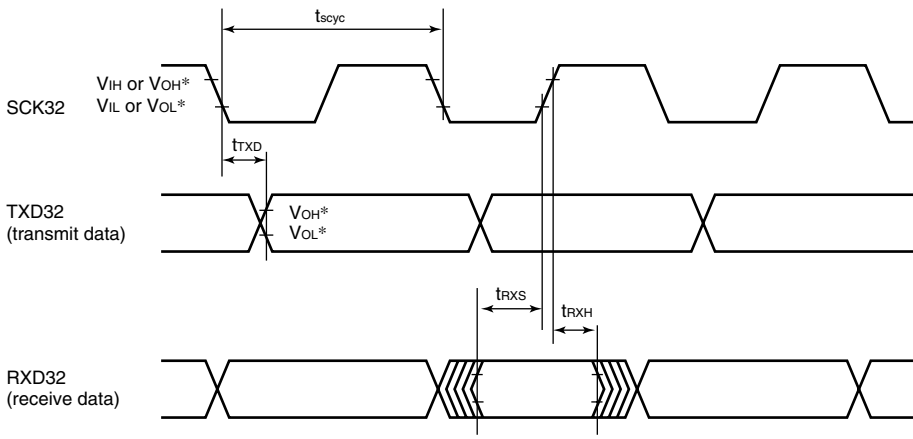 tscyc
VIH or VOH*
VIL or VOL*
SCK32
tTXD
TXD32
(transmit data)
VOH*
VOL*
tRXS
tRXH
RXD32
(receive data)